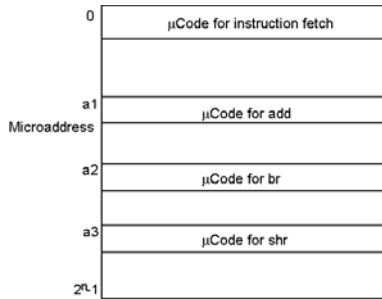 0
μCode for instruction fetch
a1
μCode for add
Microaddress
a2
μCode for br
a3
μCode for shr
2ⁿ-1